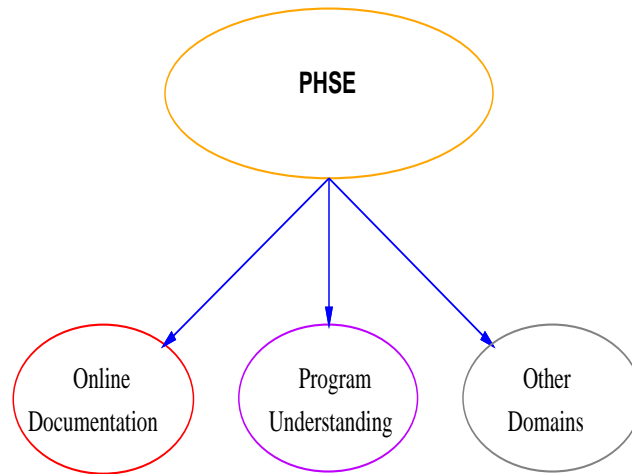 PHSE
Online
Documentation
Program
Understanding
Other
Domains